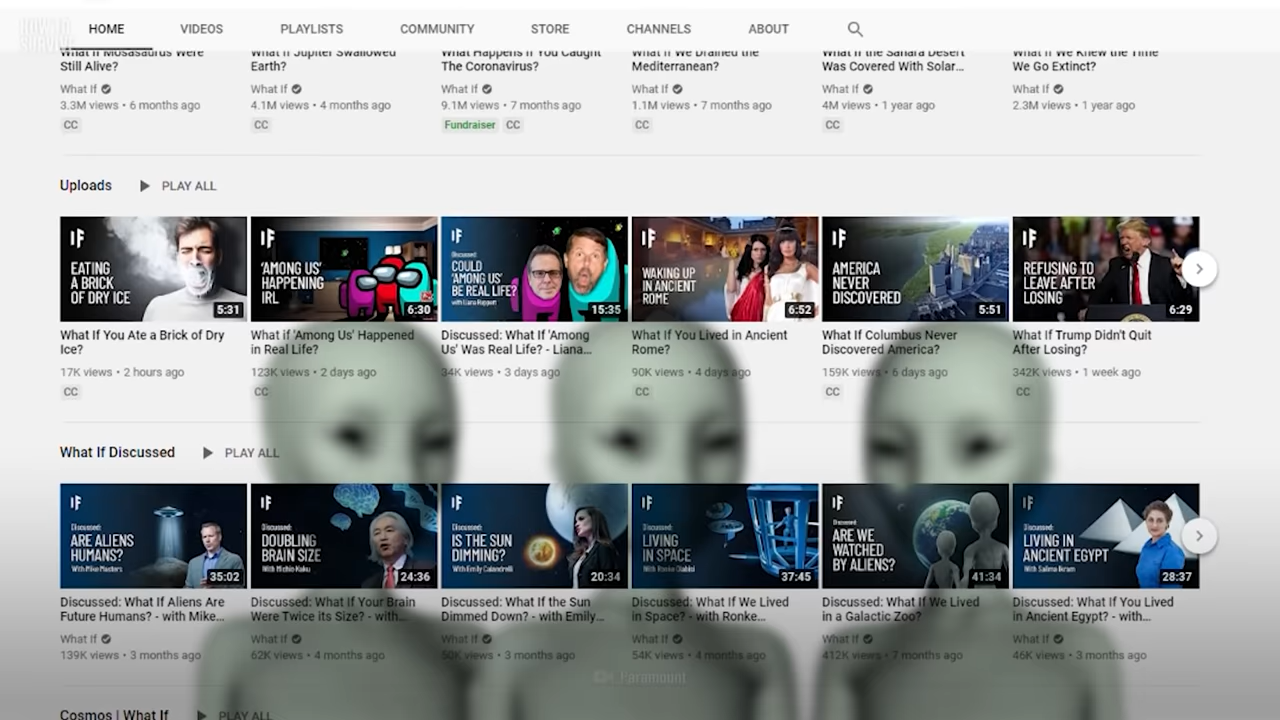 HOW TO
SURVIVE
HOME VIDEOS PLAYLISTS COMMUNITY STORE CHANNELS ABOUT
What If Mosasaurus Were
Still Alive?
What If
3.3M views • 6 months ago
CC
What If Jupiter Swallowed
Earth?
What If
4.1M views • 4 months ago
CC
What Happens If You Caught
The Coronavirus?
What If
9.1M views • 7 months ago
Fundraiser CC
What If We Drained the
Mediterranean?
What If
1.1M views • 7 months ago
CC
What If the Sahara Desert
Was Covered With Solar...
What If
4M views • 1 year ago
CC
What If We Knew the Time
We Go Extinct?
What If
2.3M views • 1 year ago
Uploads PLAY ALL
IF
EATING
A BRICK
OF DRY ICE
5:31
What If You Ate a Brick of Dry
Ice?
17K views • 2 hours ago
CC
IF
'AMONG US'
HAPPENING
IRL
6:30
What if 'Among Us' Happened
in Real Life?
123K views • 2 days ago
CC
IF
Discussed:
COULD
'AMONG US'
BE REAL LIFE?
with Liana Ruppert
15:35
Discussed: What If 'Among
Us' Was Real Life? - Liana...
34K views • 3 days ago
IF
WAKING UP
IN ANCIENT
ROME
6:52
What If You Lived in Ancient
Rome?
90K views • 4 days ago
CC
IF
AMERICA
NEVER
DISCOVERED
5:51
What If Columbus Never
Discovered America?
159K views • 6 days ago
CC
IF
REFUSING TO
LEAVE AFTER
LOSING
6:29
What If Trump Didn't Quit
After Losing?
342K views • 1 week ago
CC
What If Discussed PLAY ALL
IF
Discussed:
ARE ALIENS
HUMANS?
With Mike Masters
35:02
Discussed: What If Aliens Are
Future Humans? - with Mike...
What If
139K views • 3 months ago
IF
Discussed:
DOUBLING
BRAIN SIZE
With Michio Kaku
24:36
Discussed: What If Your Brain
Were Twice its Size? - with...
What If
62K views • 4 months ago
IF
Discussed:
IS THE SUN
DIMMING?
With Emily Calandrelli
20:34
Discussed: What If the Sun
Dimmed Down? - with Emily...
What If
50K views • 3 months ago
IF
Discussed:
LIVING
IN SPACE
37:45
Discussed: What If We Lived
in Space? - with Ronke...
What If
54K views • 4 months ago
IF
Discussed:
ARE WE
WATCHED
BY ALIENS?
41:34
Discussed: What If We Lived
in a Galactic Zoo?
What If
412K views • 7 months ago
IF
Discussed:
LIVING IN
ANCIENT EGYPT
With Salima Ikram
28:37
Discussed: What If You Lived
in Ancient Egypt? - with...
What If
46K views • 3 months ago
Paramount
Cosmos | What If PLAY ALL